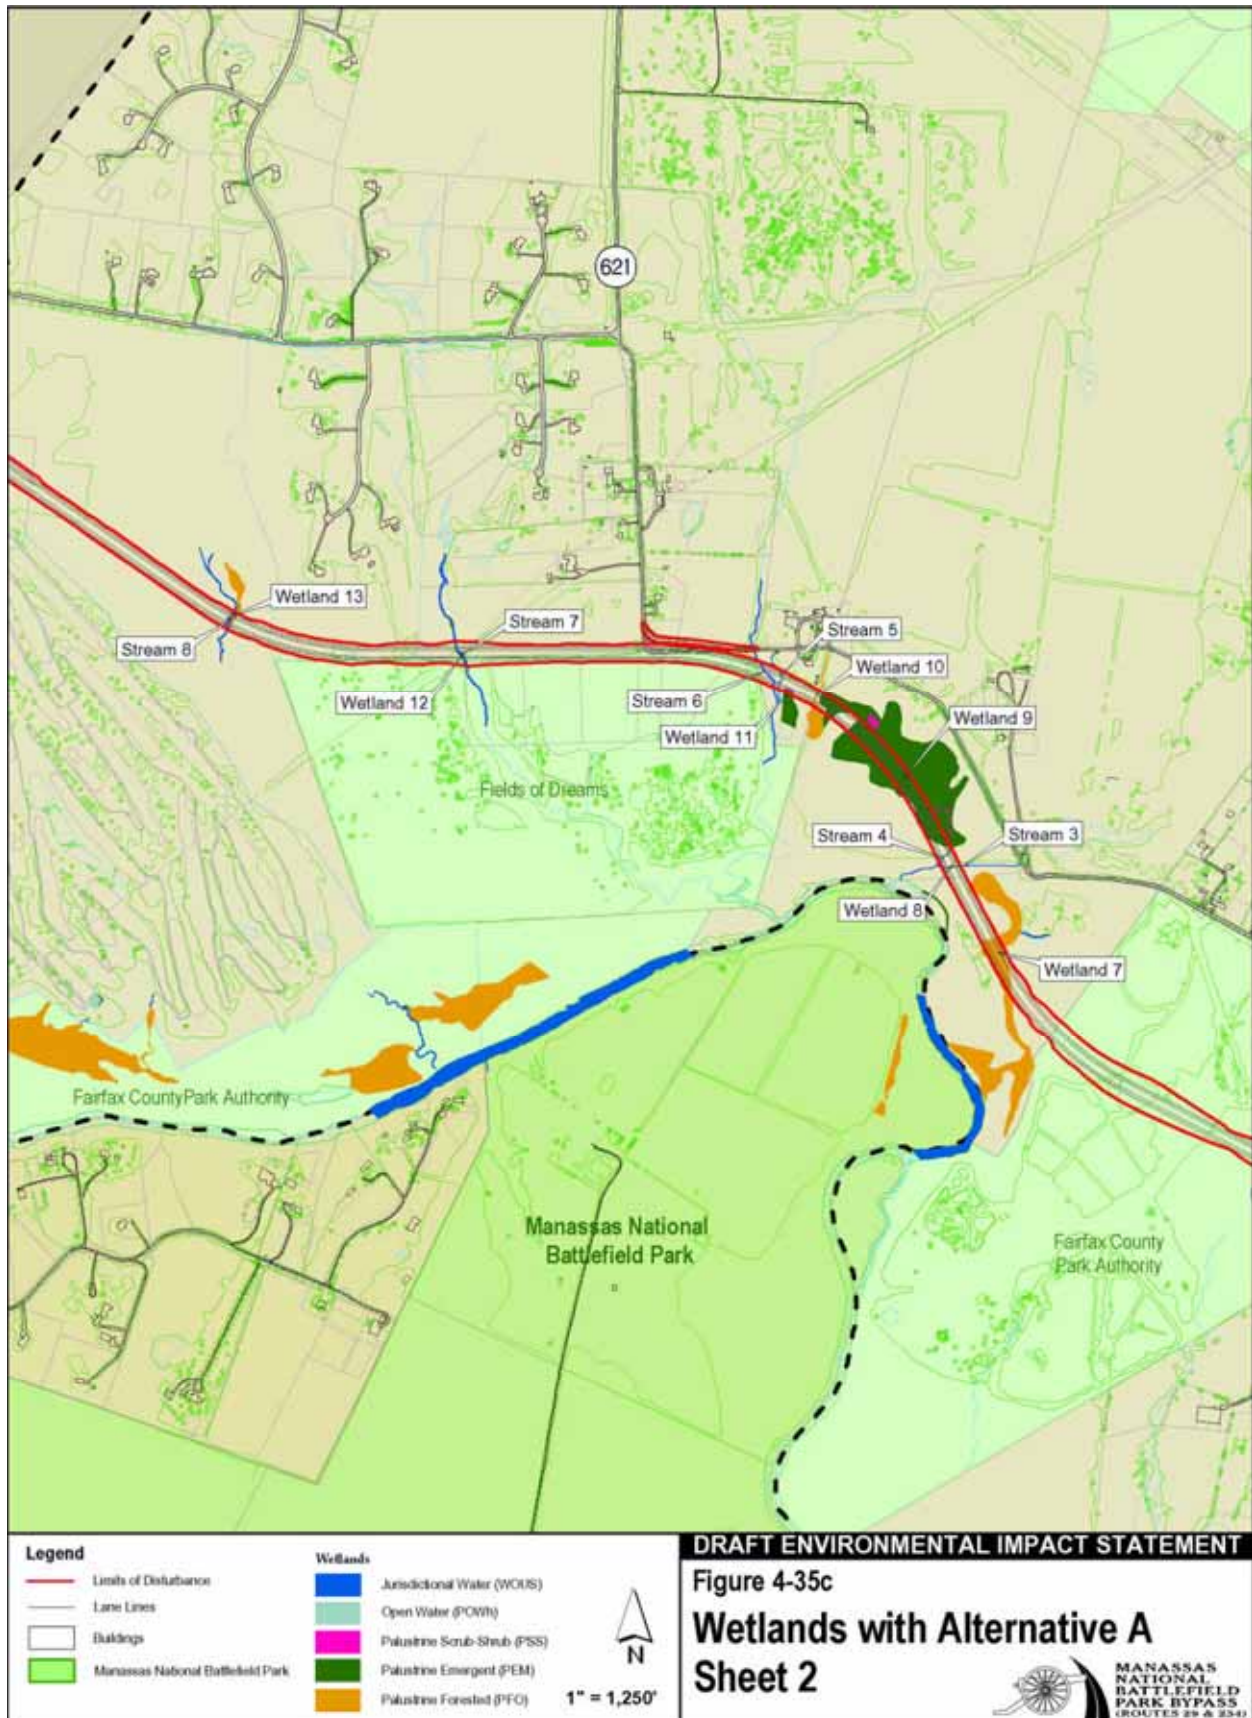 621
Wetland 13
Stream 8
Stream 7
Wetland 12
Stream 5
Wetland 10
Stream 6
Wetland 11
Wetland 9
Fields of Dreams
Stream 4
Stream 3
Wetland 8
Wetland 7
Fairfax CountyPark Authority
Manassas National
Battlefield Park
Fairfax County
Park Authority
Legend
Limits of Disturbance
Lane Lines
Buildings
Manassas National Battlefield Park
Wetlands
Jurisdictional Water (WOUS)
Open Water (POWh)
Palustrine Scrub-Shrub (PSS)
Palustrine Emergent (PEM)
Palustrine Forested (PFO)
N
1" = 1,250'
DRAFT ENVIRONMENTAL IMPACT STATEMENT
Figure 4-35c
Wetlands with Alternative A
Sheet 2
MANASSAS
NATIONAL
BATTLEFIELD
PARK BYPASS
(ROUTES 29 & 234)